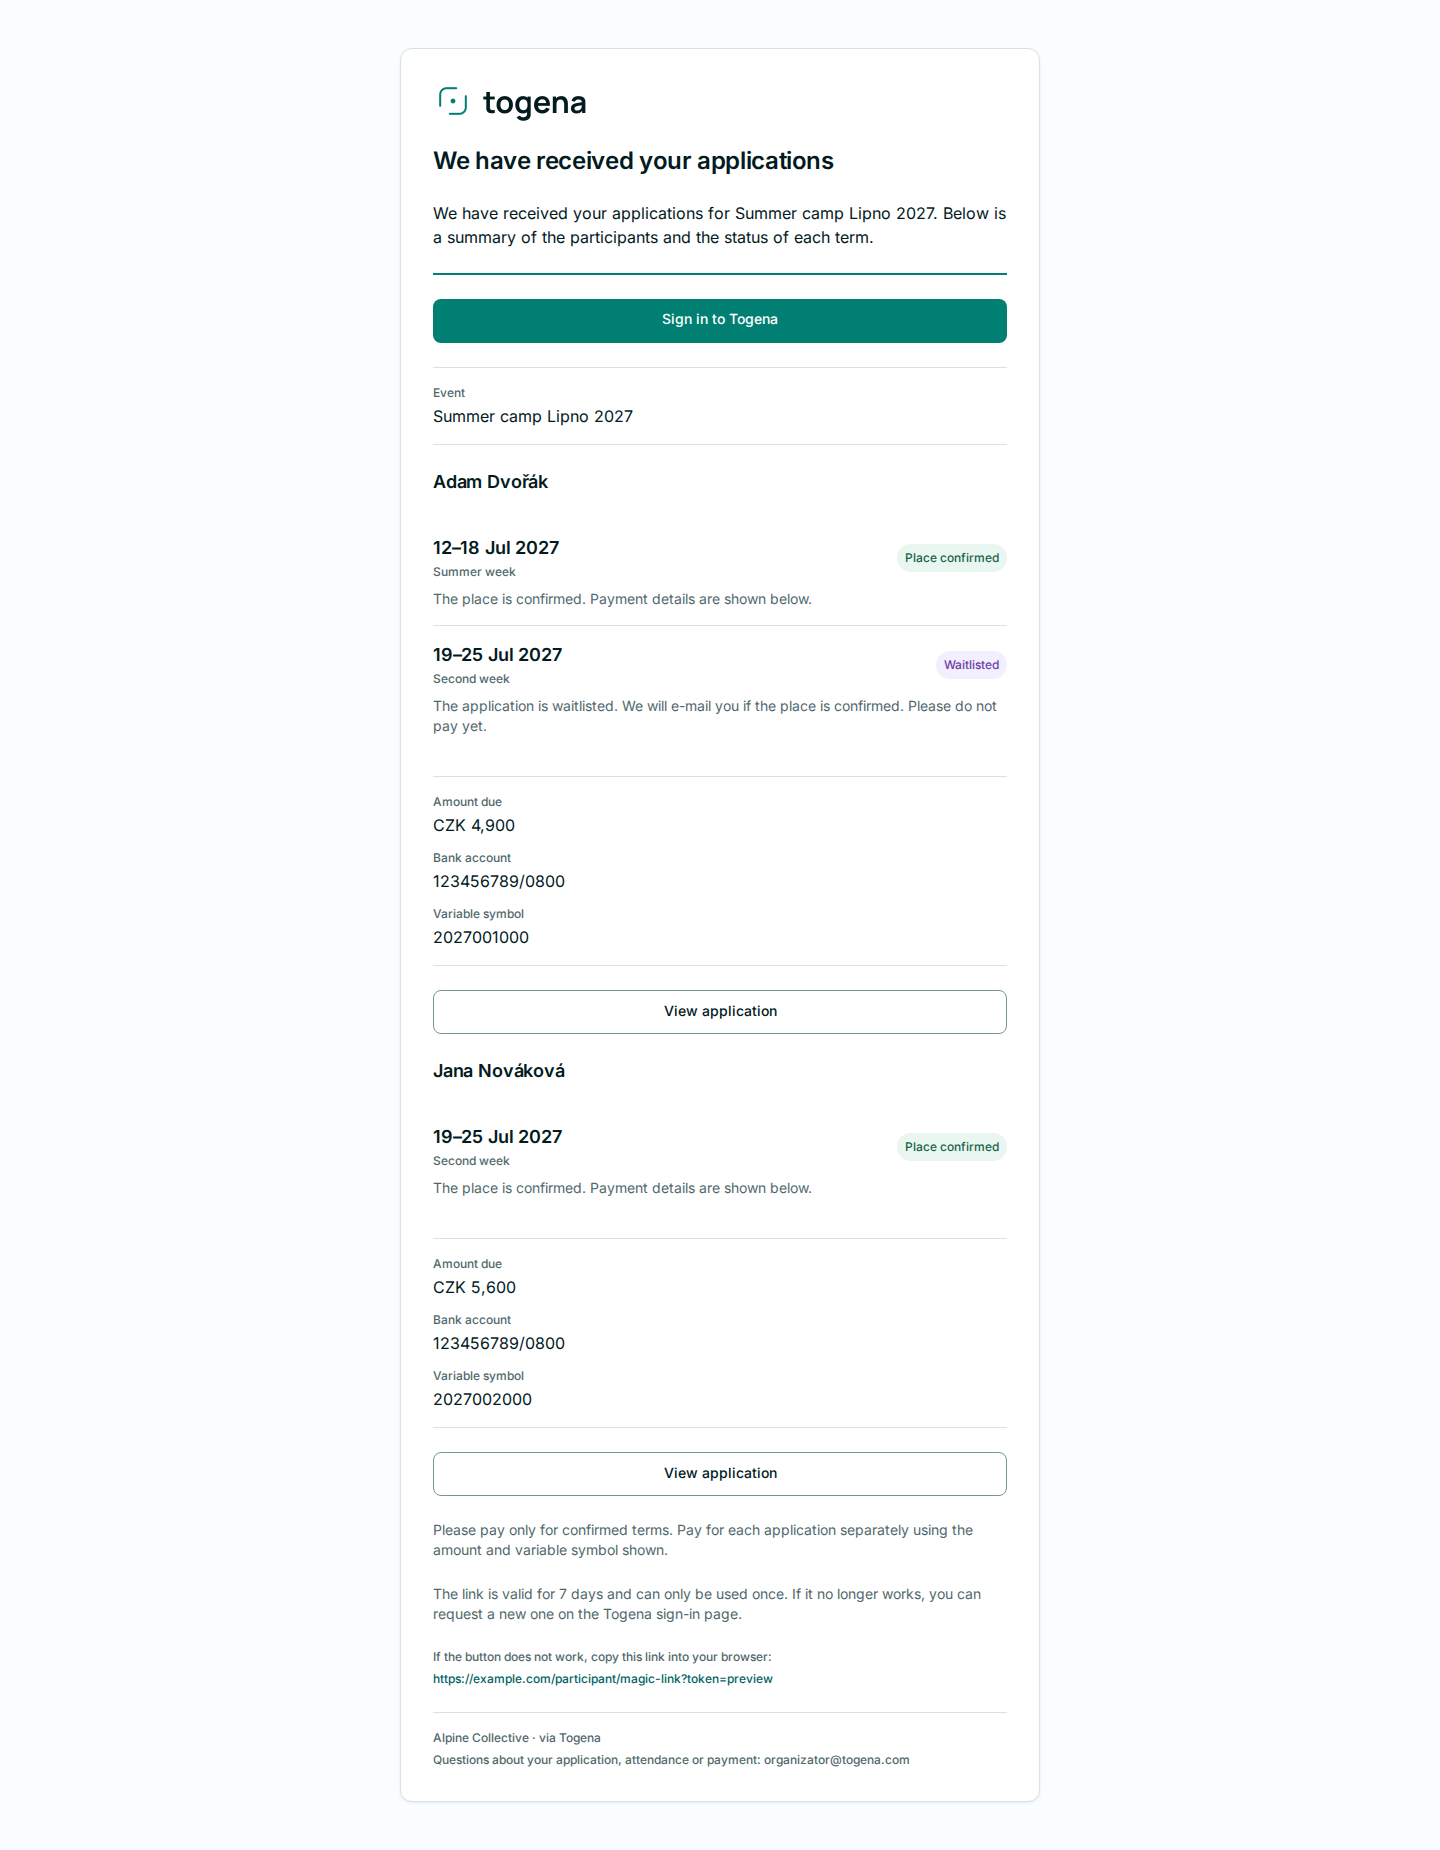 togena
We have received your applications
We have received your applications for Summer camp Lipno 2027. Below is
a summary of the participants and the status of each term.
Sign in to Togena
Event
Summer camp Lipno 2027
Adam Dvořák
12–18 Jul 2027
Place confirmed
Summer week
The place is confirmed. Payment details are shown below.
19–25 Jul 2027
Waitlisted
Second week
The application is waitlisted. We will e-mail you if the place is confirmed. Please do not
pay yet.
Amount due
CZK 4,900
Bank account
123456789/0800
Variable symbol
2027001000
View application
Jana Nováková
19–25 Jul 2027
Place confirmed
Second week
The place is confirmed. Payment details are shown below.
Amount due
CZK 5,600
Bank account
123456789/0800
Variable symbol
2027002000
View application
Please pay only for confirmed terms. Pay for each application separately using the
amount and variable symbol shown.
The link is valid for 7 days and can only be used once. If it no longer works, you can
request a new one on the Togena sign-in page.
If the button does not work, copy this link into your browser:
https://example.com/participant/magic-link?token=preview
Alpine Collective · via Togena
Questions about your application, attendance or payment: organizator@togena.com